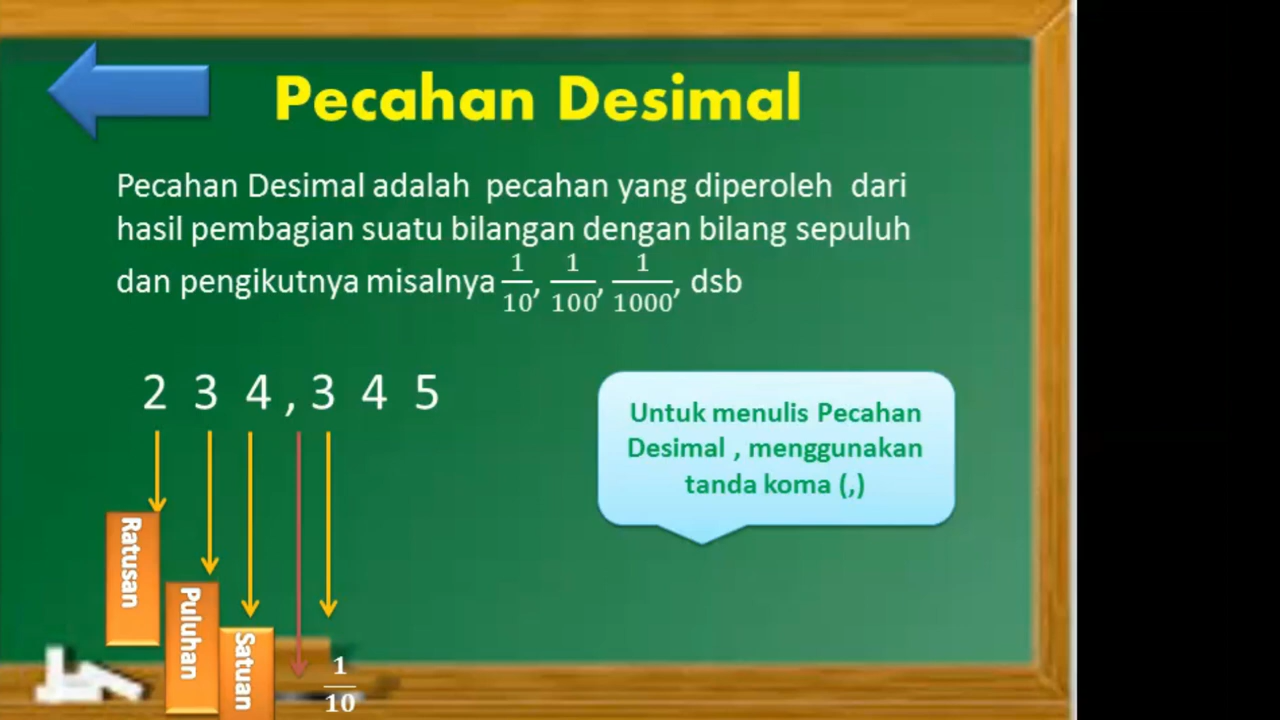 Pecahan Desimal
Pecahan Desimal adalah pecahan yang diperoleh dari
hasil pembagian suatu bilangan dengan bilang sepuluh
dan pengikutnya misalnya 1/10, 1/100, 1/1000, dsb
2 3 4 , 3 4 5
Untuk menulis Pecahan
Desimal , menggunakan
tanda koma (,)
Ratusan
Puluhan
Satuan
1/10